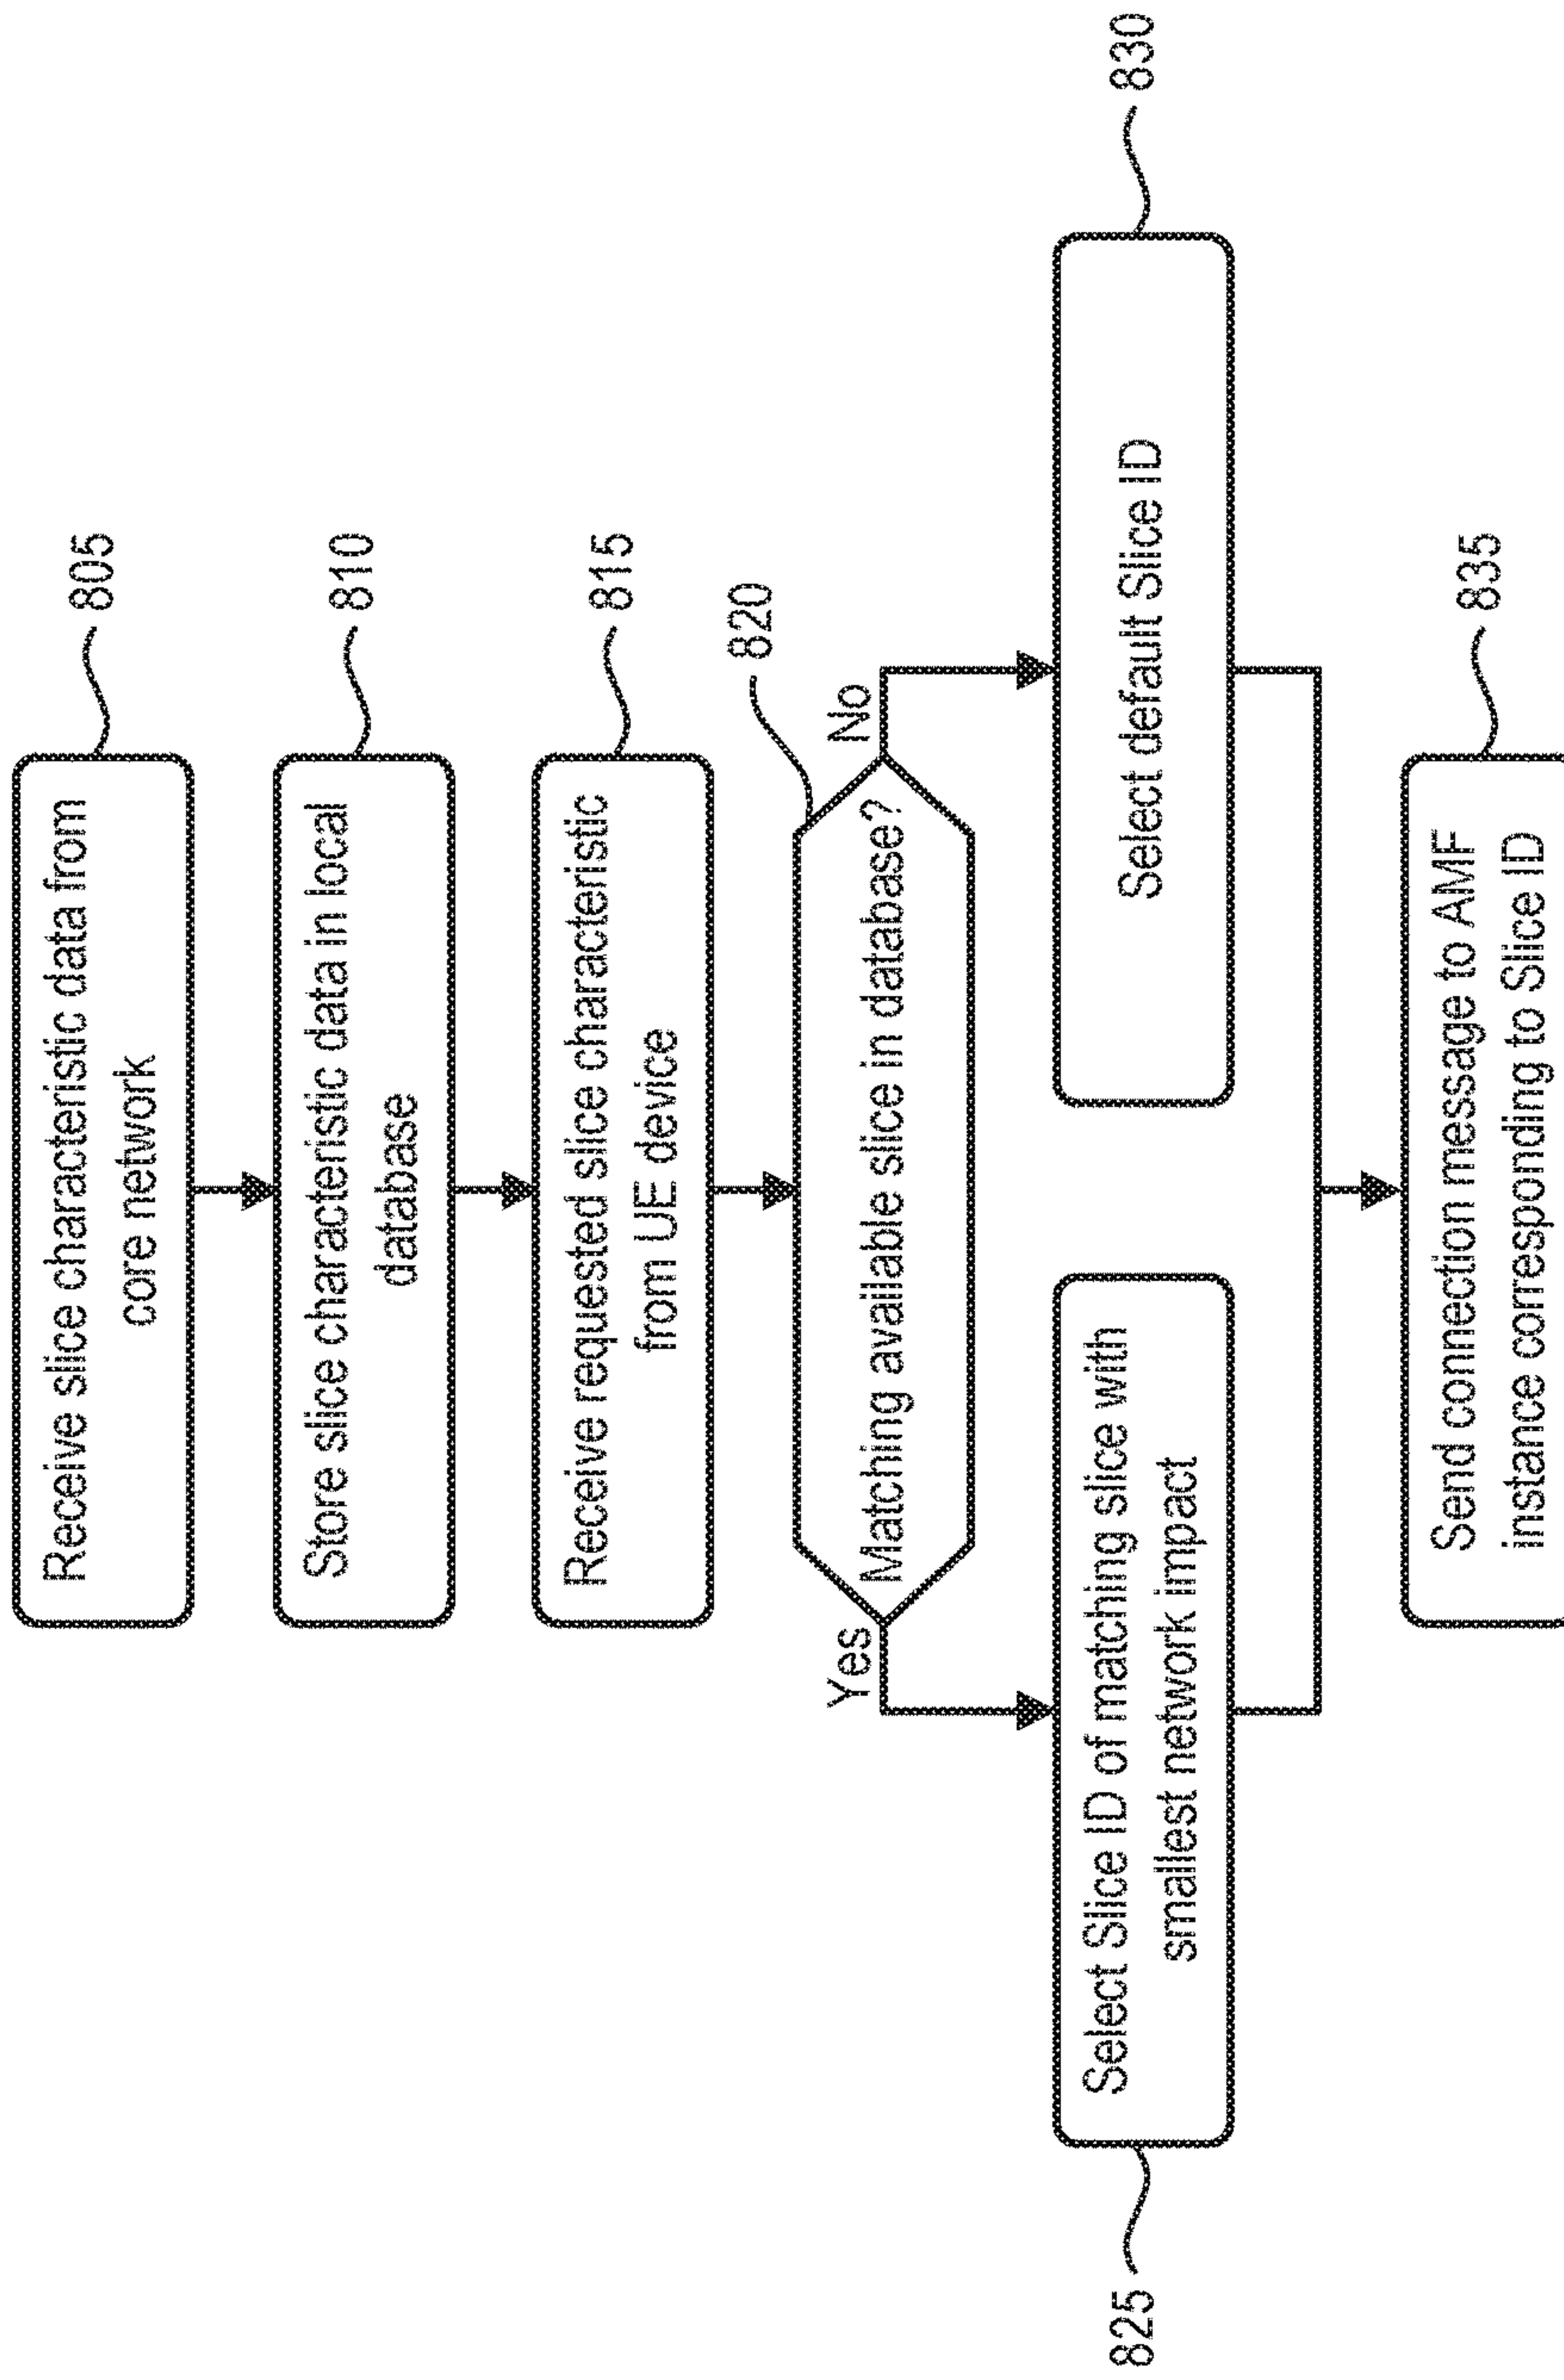 Receive slice characteristic data from
core network
805
Store slice characteristic data in local
database
810
Receive requested slice characteristic
from UE device
815
820
Matching available slice in database?
Yes
No
825
Select Slice ID of matching slice with
smallest network impact
Select default Slice ID
830
Send connection message to AMF
instance corresponding to Slice ID
835